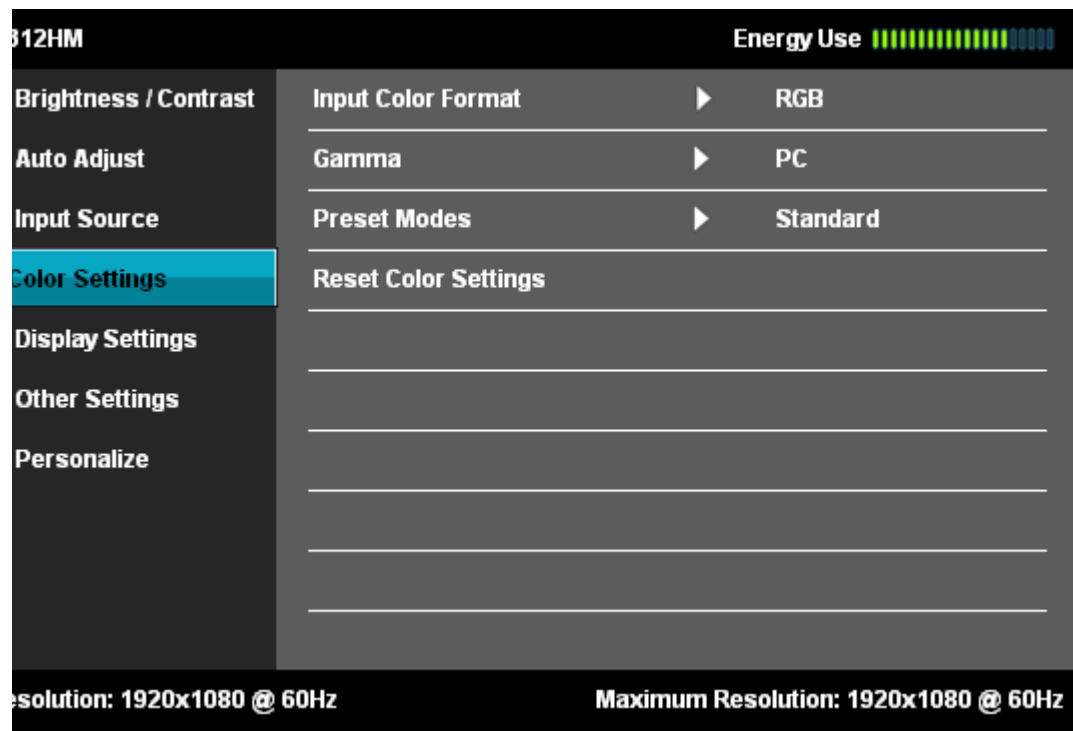 312HM Energy Use
Brightness / Contrast Input Color Format RGB
Auto Adjust Gamma PC
Input Source Preset Modes Standard
Color Settings Reset Color Settings
Display Settings
Other Settings
Personalize
esolution: 1920x1080 @ 60Hz Maximum Resolution: 1920x1080 @ 60Hz